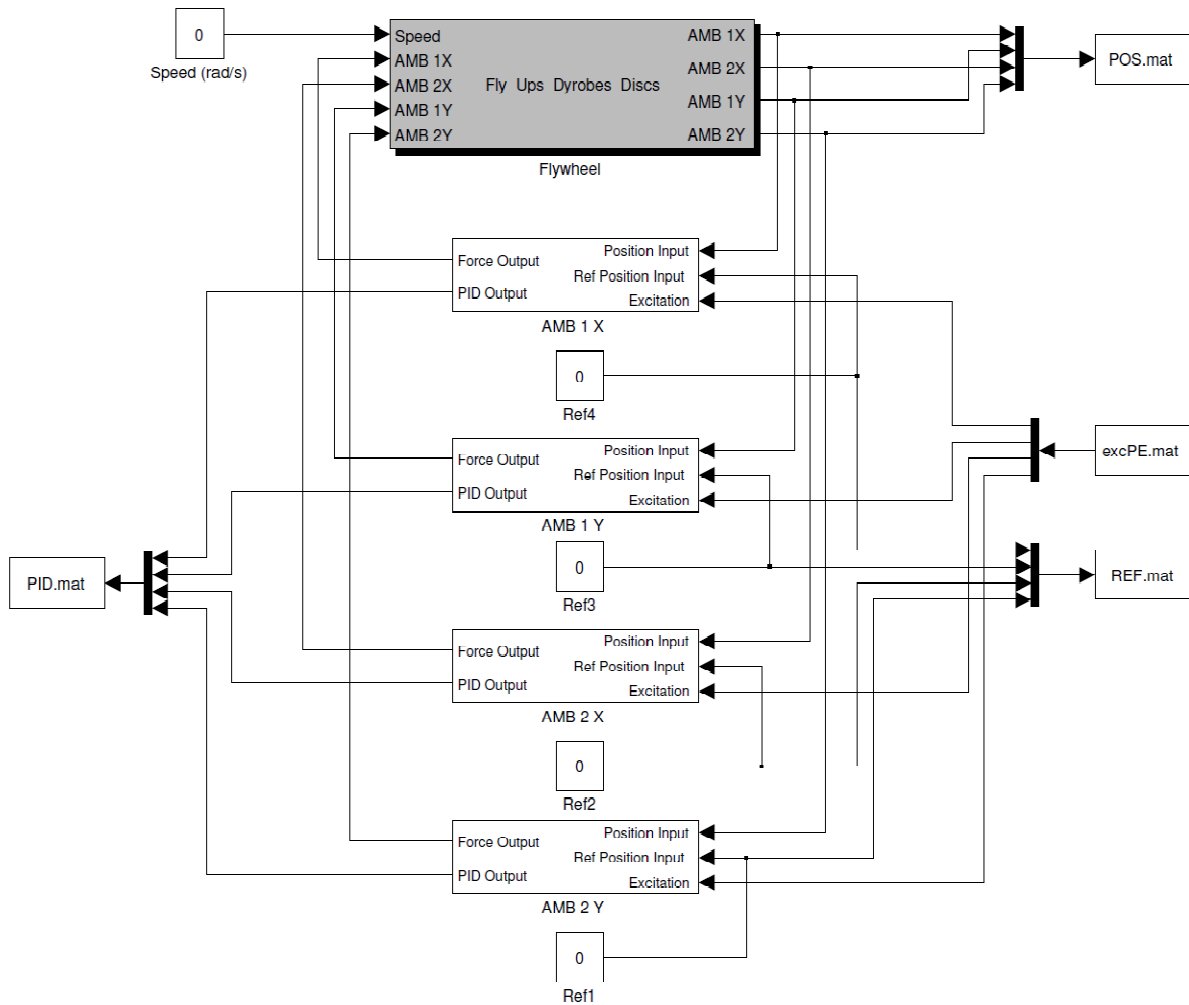 0
Speed (rad/s)
Speed
AMB 1X
AMB 2X
AMB 1Y
AMB 2Y
Fly Ups Dyrobes Discs
AMB 1X
AMB 2X
AMB 1Y
AMB 2Y
Flywheel
POS.mat
Force Output
PID Output
Position Input
Ref Position Input
Excitation
AMB 1 X
0
Ref4
Force Output
PID Output
Position Input
Ref Position Input
Excitation
AMB 1 Y
excPE.mat
0
Ref3
PID.mat
REF.mat
Force Output
PID Output
Position Input
Ref Position Input
Excitation
AMB 2 X
0
Ref2
Force Output
PID Output
Position Input
Ref Position Input
Excitation
AMB 2 Y
0
Ref1